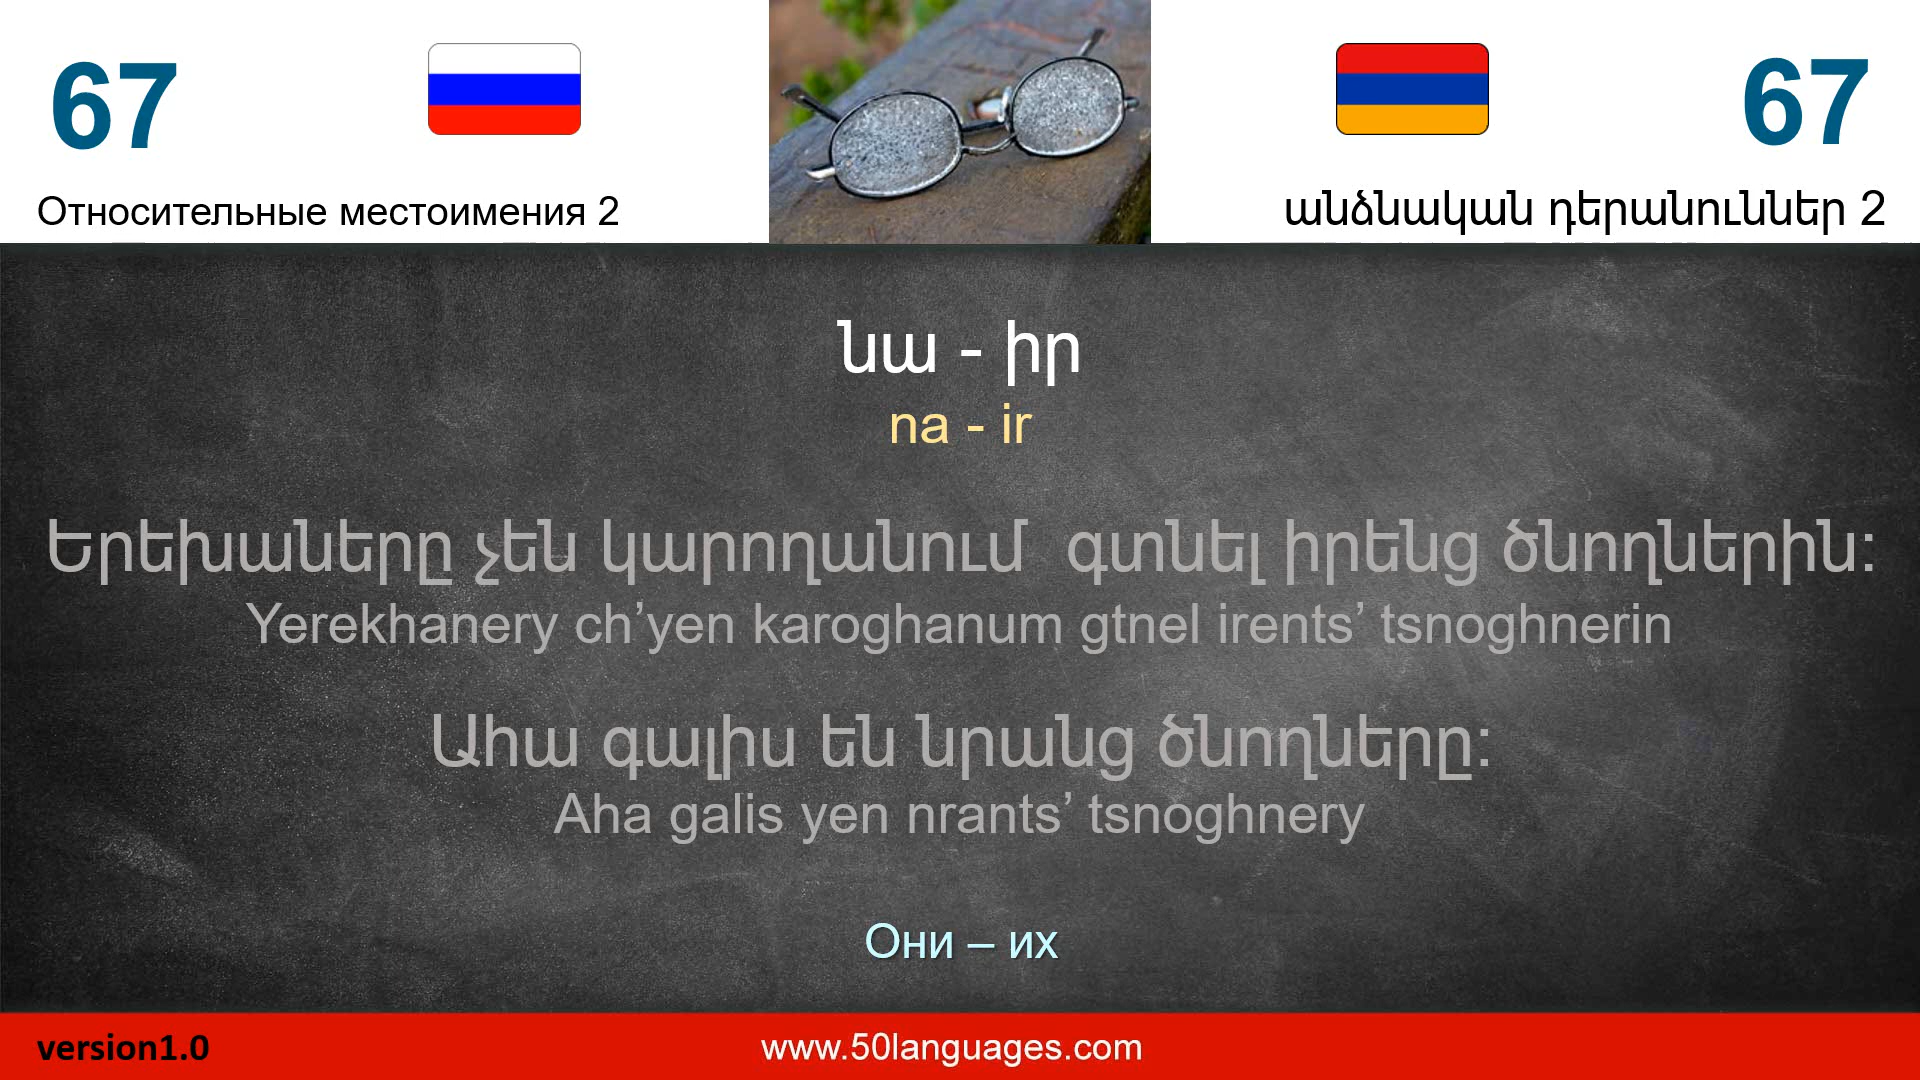 67
67
Относительные местоимения 2
անձնական դերանուններ 2
նա - իր
na - ir
Երեխաները չեն կարողանում  գտնել իրենց ծնողներին:
Yerekhanery ch’yen karoghanum gtnel irents’ tsnoghnerin
Ահա գալիս են նրանց ծնողները:
Aha galis yen nrants’ tsnoghnery
Они – их
version1.0
www.50languages.com